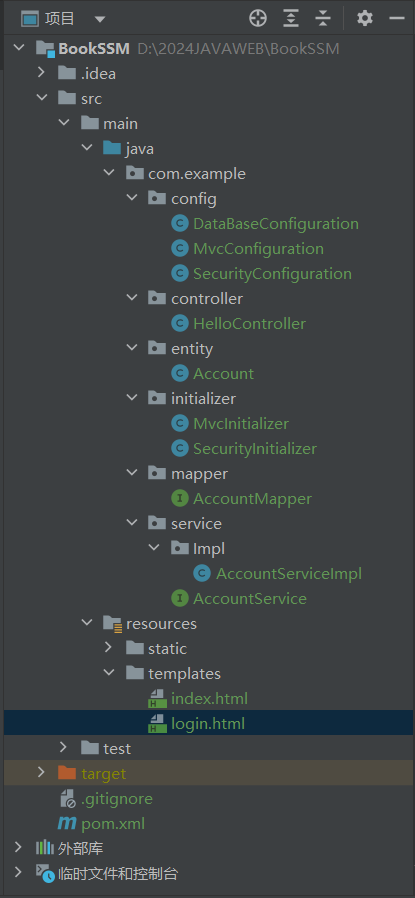 项目
BookSSM D:\2024JAVAWEB\BookSSM
.idea
src
main
java
com.example
config
DataBaseConfiguration
MvcConfiguration
SecurityConfiguration
controller
HelloController
entity
Account
initializer
MvcInitializer
SecurityInitializer
mapper
AccountMapper
service
Impl
AccountServiceImpl
AccountService
resources
static
templates
index.html
login.html
test
target
.gitignore
pom.xml
外部库
临时文件和控制台